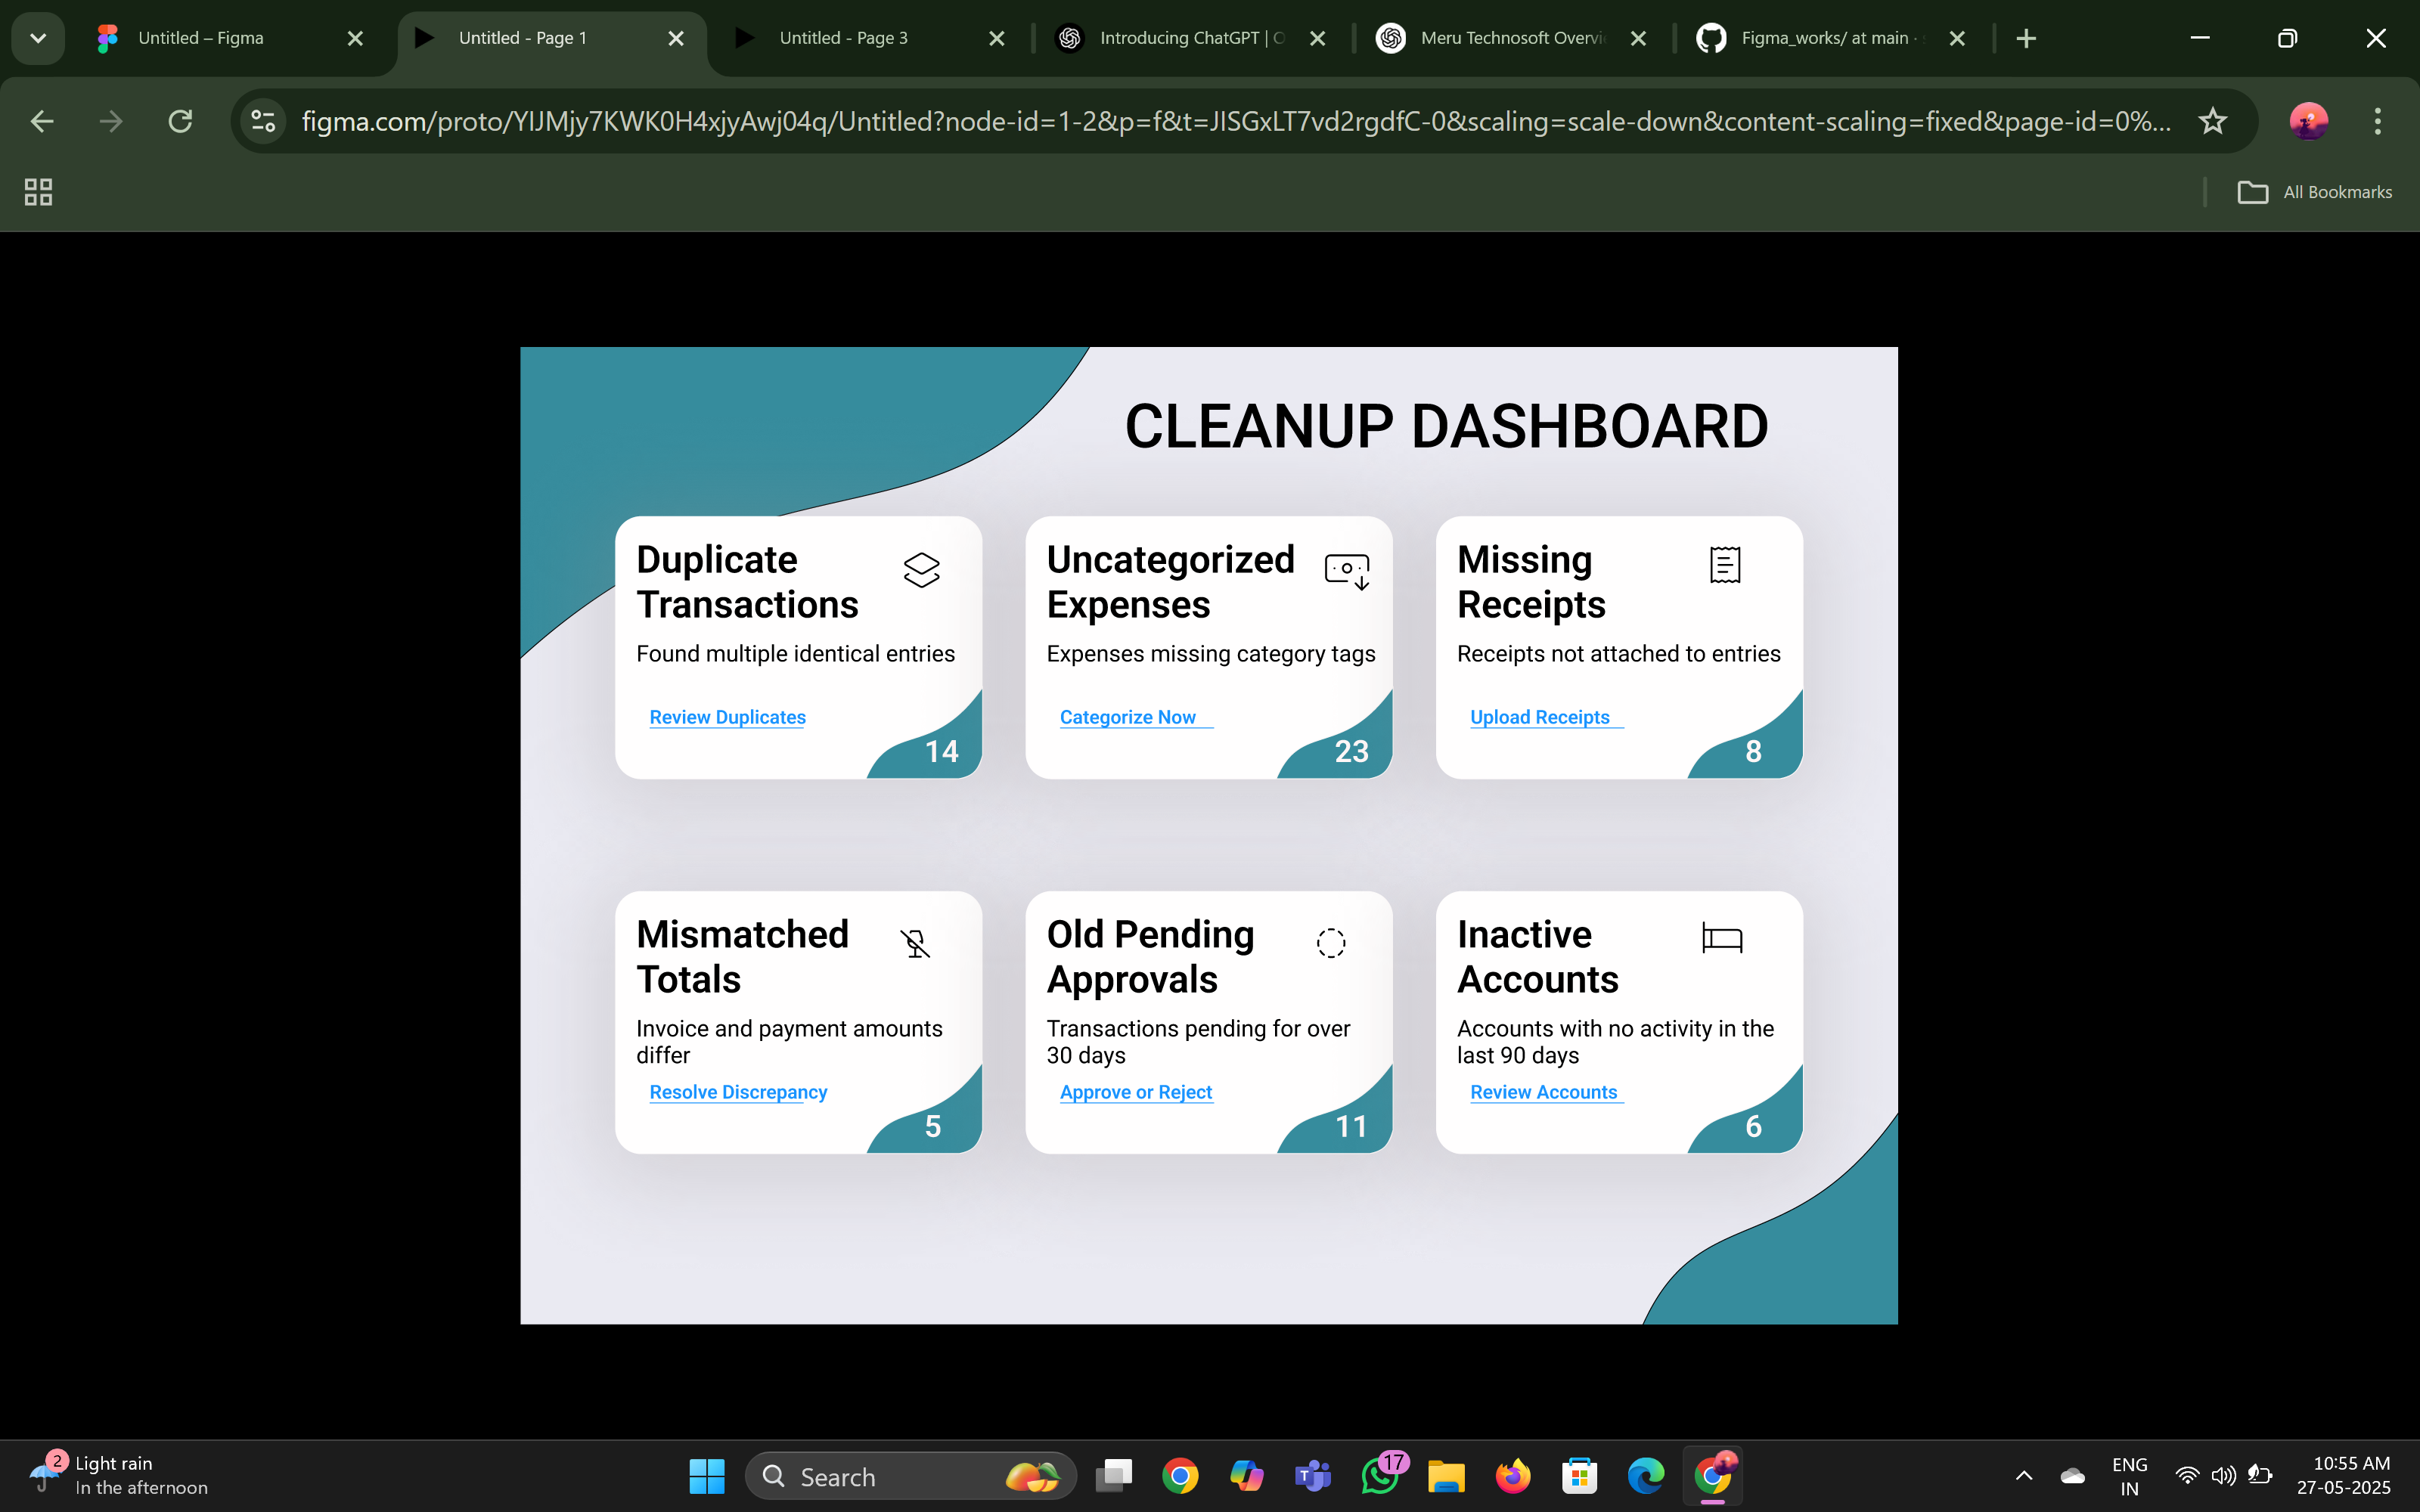 Untitled – Figma
Untitled - Page 1
Untitled - Page 3
Introducing ChatGPT |
Meru Technosoft
Figma_works/ at main ·
figma.com/proto/YIJMjy7KWK0H4xjyAwj04q/Untitled?node-id=1-2&p=f&t=JISGxLT7vd2rgdfC-0&scaling=scale-down&content-scaling=fixed&page-id=0%...
All Bookmarks
CLEANUP DASHBOARD
Duplicate
Transactions
Found multiple identical entries
Review Duplicates
14
Uncategorized
Expenses
Expenses missing category tags
Categorize Now
23
Missing
Receipts
Receipts not attached to entries
Upload Receipts
8
Mismatched
Totals
Invoice and payment amounts
differ
Resolve Discrepancy
5
Old Pending
Approvals
Transactions pending for over
30 days
Approve or Reject
11
Inactive
Accounts
Accounts with no activity in the
last 90 days
Review Accounts
6
2
Light rain
In the afternoon
Search
T
17
ENG
IN
10:55 AM
27-05-2025